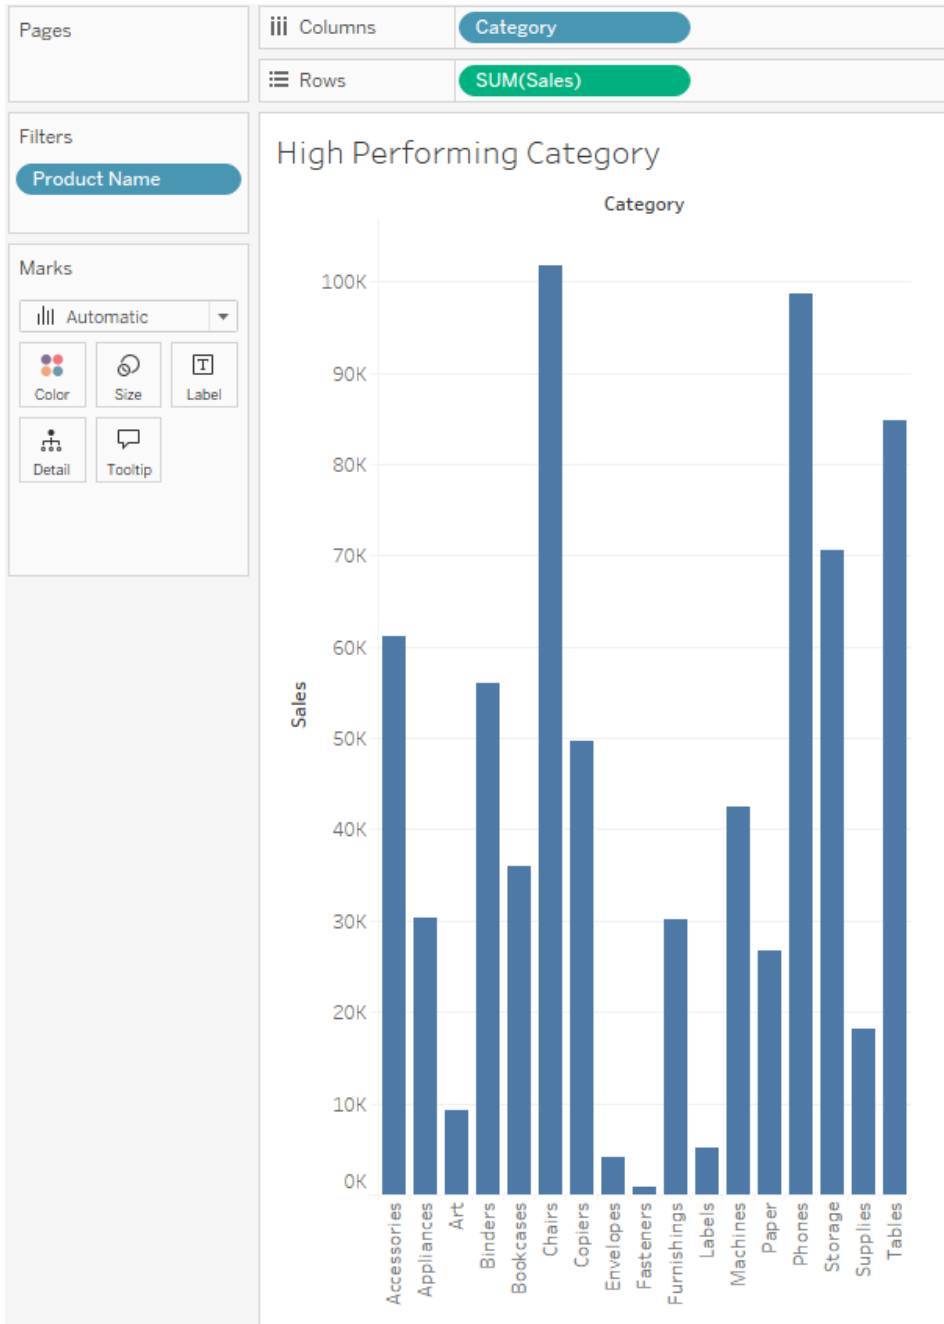 Pages
Columns
Category
Rows
SUM(Sales)
Filters
Product Name
Marks
Automatic
Color
Size
Label
Detail
Tooltip
High Performing Category
Category
Sales
100K
90K
80K
70K
60K
50K
40K
30K
20K
10K
0K
Accessories
Appliances
Art
Binders
Bookcases
Chairs
Copiers
Envelopes
Fasteners
Furnishings
Labels
Machines
Paper
Phones
Storage
Supplies
Tables